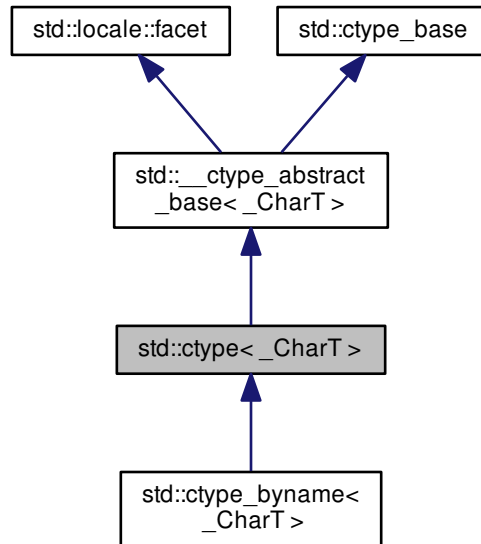 std::locale::facet
std::ctype_base
std::__ctype_abstract
_base< _CharT >
std::ctype< _CharT >
std::ctype_byname<
_CharT >